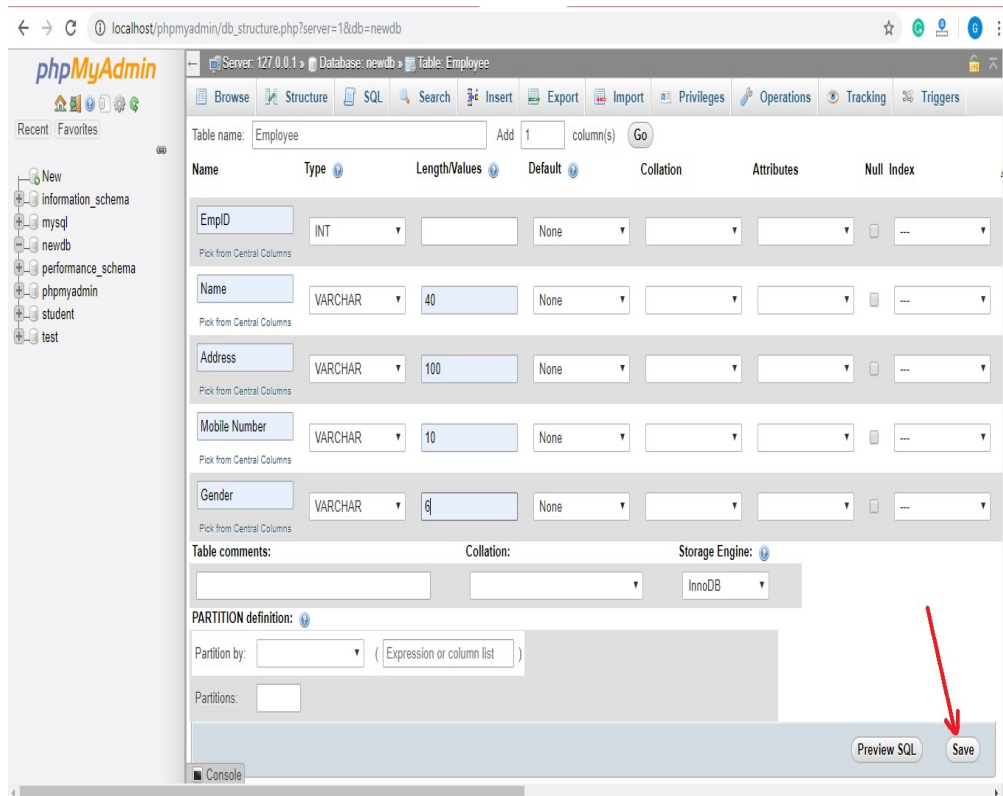 localhost/phpmyadmin/db_structure.php?server=1&db=newdb
G
G
phpMyAdmin
Recent Favorites
New
information_schema
mysql
newdb
performance_schema
phpmyadmin
student
test
Server: 127.0.0.1 » Database: newdb » Table: Employee
Browse Structure SQL Search Insert Export Import Privileges Operations Tracking Triggers
Table name: Employee Add 1 column(s) Go
Name Type Length/Values Default Collation Attributes Null Index
EmpID INT None ---
Pick from Central Columns
Name VARCHAR 40 None ---
Pick from Central Columns
Address VARCHAR 100 None ---
Pick from Central Columns
Mobile Number VARCHAR 10 None ---
Pick from Central Columns
Gender VARCHAR 6 None ---
Pick from Central Columns
Table comments: Collation: Storage Engine:
InnoDB
PARTITION definition:
Partition by: ( Expression or column list )
Partitions:
Preview SQL Save
Console